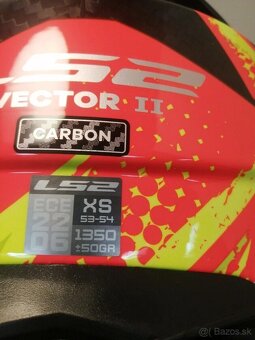 LS2
VECTOR II
CARBON
LS2
ECE
22
06
XS
53-54
1350
±50GR
© Bazos.sk